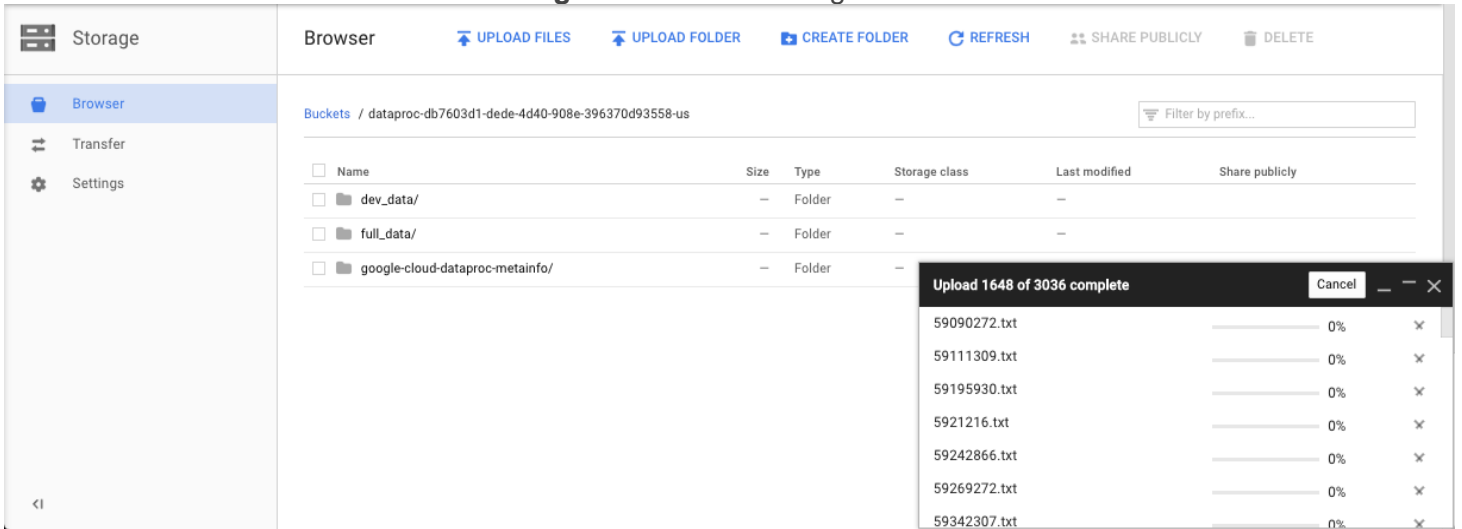 Storage
Browser UPLOAD FILES UPLOAD FOLDER CREATE FOLDER REFRESH SHARE PUBLICLY DELETE
Browser
Transfer
Settings
Buckets / dataproc-db7603d1-dede-4d40-908e-396370d93558-us
Filter by prefix...
Name Size Type Storage class Last modified Share publicly
dev_data/ — Folder — —
full_data/ — Folder — —
google-cloud-dataproc-metainfo/ — Folder —
Upload 1648 of 3036 complete Cancel
59090272.txt 0%
59111309.txt 0%
59195930.txt 0%
5921216.txt 0%
59242866.txt 0%
59269272.txt 0%
59342307.txt 0%